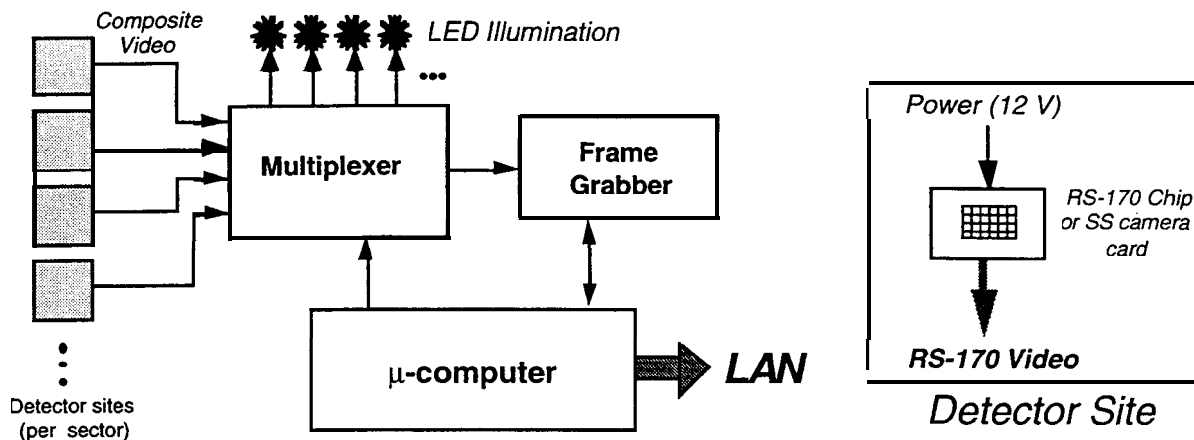 Composite
Video
LED Illumination
...
Multiplexer
Frame
Grabber
μ-computer
LAN
Detector sites
(per sector)
Power (12 V)
RS-170 Chip
or SS camera
card
RS-170 Video
Detector Site